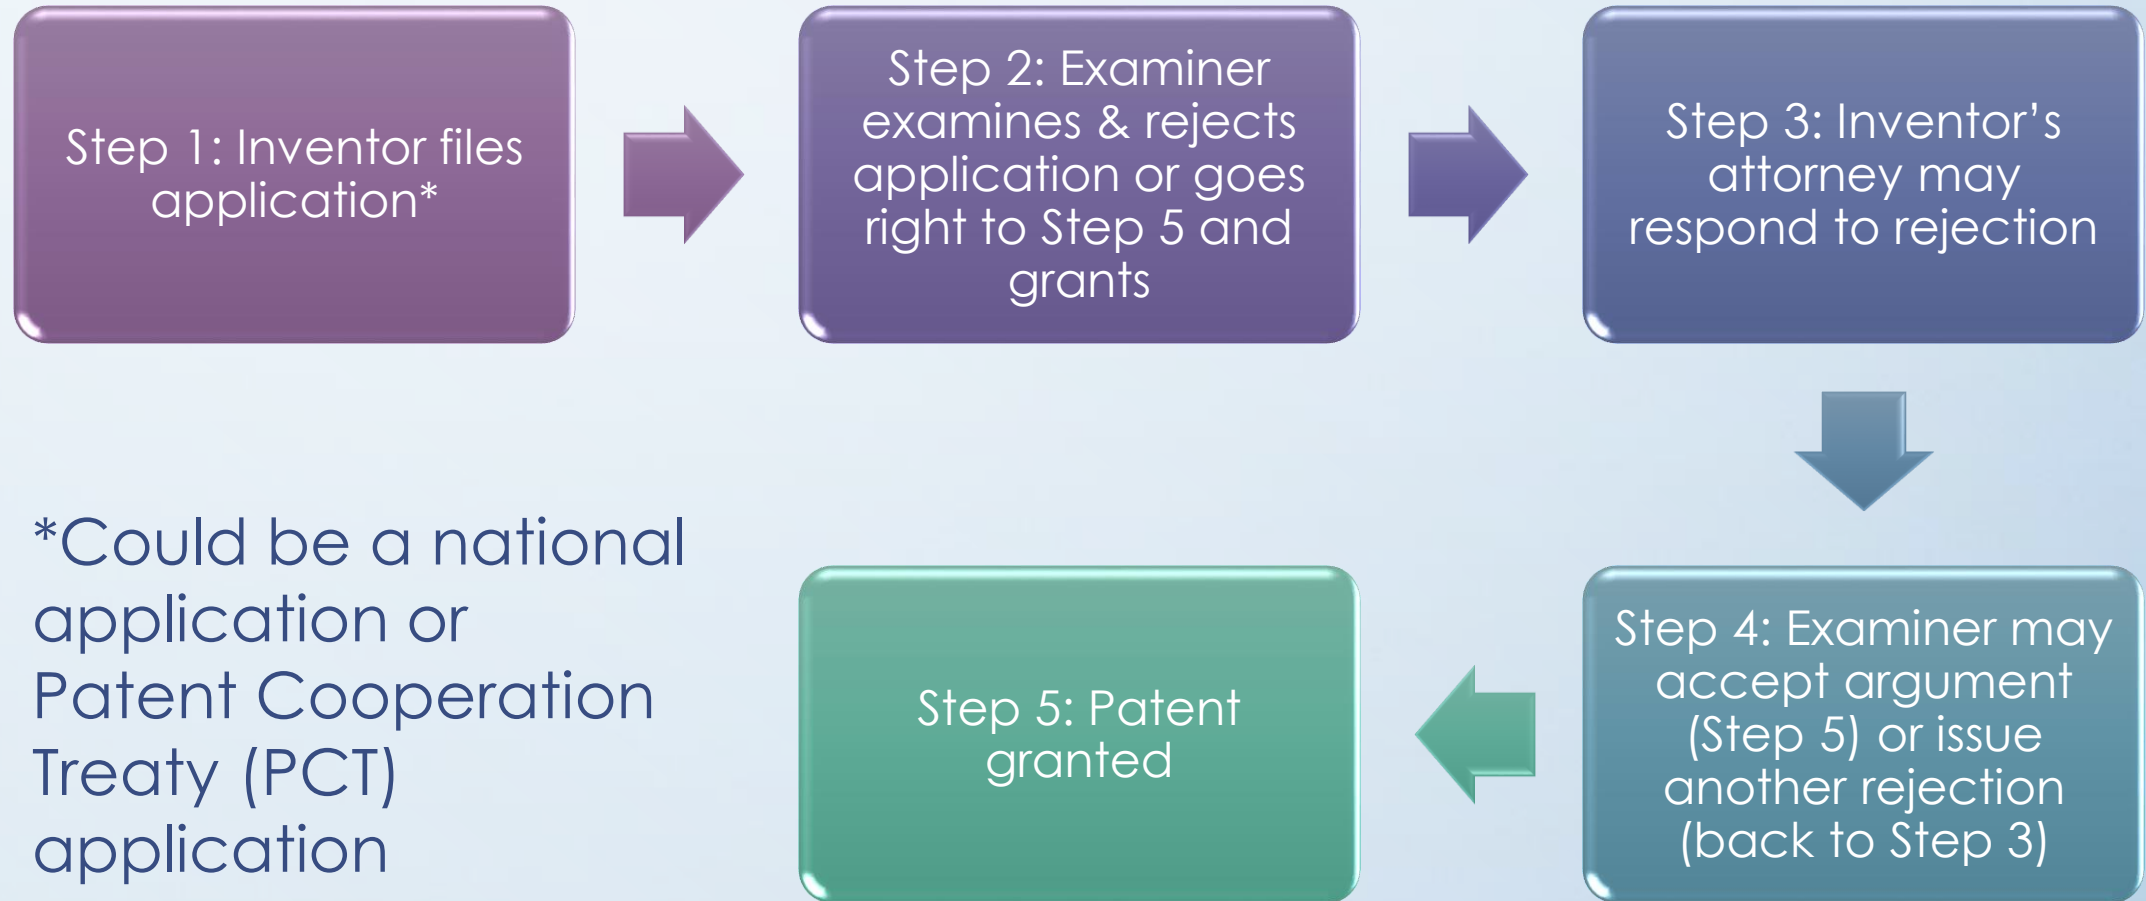 Step 1: Inventor files
application*
Step 2: Examiner
examines & rejects
application or goes
right to Step 5 and
grants
Step 3: Inventor’s
attorney may
respond to rejection
Step 4: Examiner may
accept argument
(Step 5) or issue
another rejection
(back to Step 3)
Step 5: Patent
granted
*Could be a national
application or
Patent Cooperation
Treaty (PCT)
application